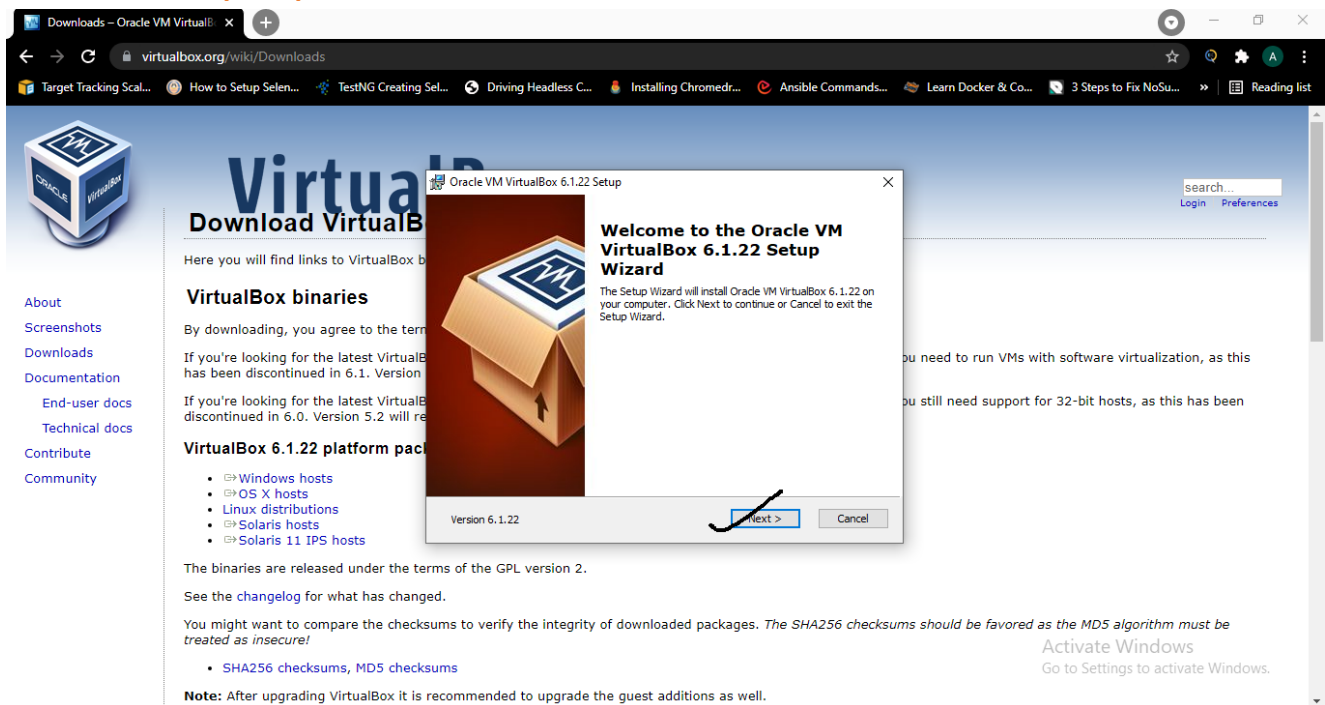 Downloads – Oracle VM VirtualB
virtualbox.org/wiki/Downloads
A
Target Tracking Scal...
How to Setup Selen...
TestNG Creating Sel...
Driving Headless C...
Installing Chromedr...
Ansible Commands...
Learn Docker & Co...
3 Steps to Fix NoSu...
»
Reading list
ORACLE
VirtualBox
search...
Login Preferences
Download VirtualB
Here you will find links to VirtualBox b
About
Screenshots
Downloads
Documentation
End-user docs
Technical docs
Contribute
Community
VirtualBox binaries
By downloading, you agree to the tern
If you're looking for the latest VirtualB
ou need to run VMs with software virtualization, as this
has been discontinued in 6.1. Version
If you're looking for the latest VirtualB
ou still need support for 32-bit hosts, as this has been
discontinued in 6.0. Version 5.2 will re
VirtualBox 6.1.22 platform pack
• Windows hosts
• OS X hosts
• Linux distributions
• Solaris hosts
• Solaris 11 IPS hosts
Oracle VM VirtualBox 6.1.22 Setup
Welcome to the Oracle VM
VirtualBox 6.1.22 Setup
Wizard
The Setup Wizard will install Oracle VM VirtualBox 6.1.22 on
your computer. Click Next to continue or Cancel to exit the
Setup Wizard.
Version 6.1.22
Next >
Cancel
The binaries are released under the terms of the GPL version 2.
See the changelog for what has changed.
You might want to compare the checksums to verify the integrity of downloaded packages. The SHA256 checksums should be favored as the MD5 algorithm must be
treated as insecure!
• SHA256 checksums, MD5 checksums
Note: After upgrading VirtualBox it is recommended to upgrade the guest additions as well.
Activate Windows
Go to Settings to activate Windows.